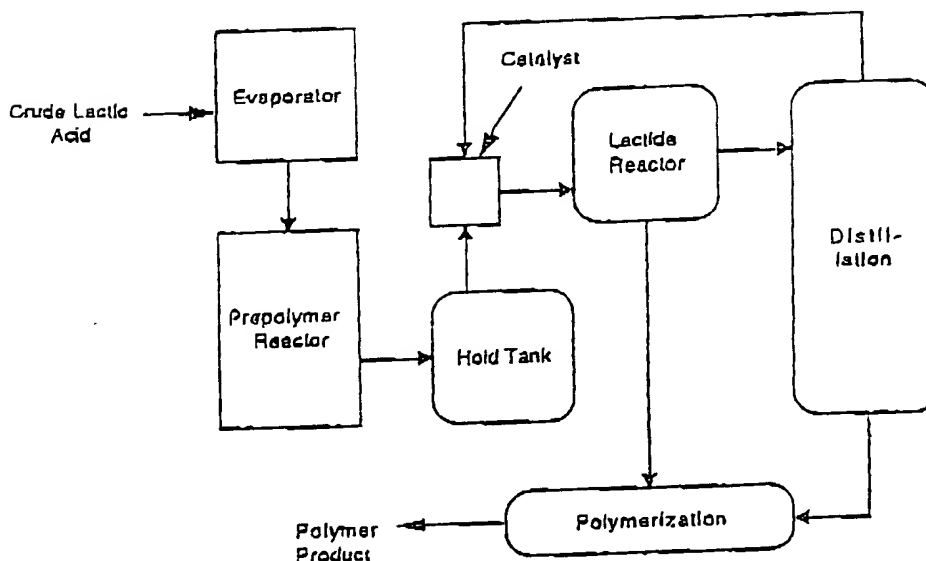 Crude Lactic
Acid
Evaporator
Catalyst
Lactide
Reactor
Distil-
lation
Prepolymer
Reactor
Hold Tank
Polymerization
Polymer
Product